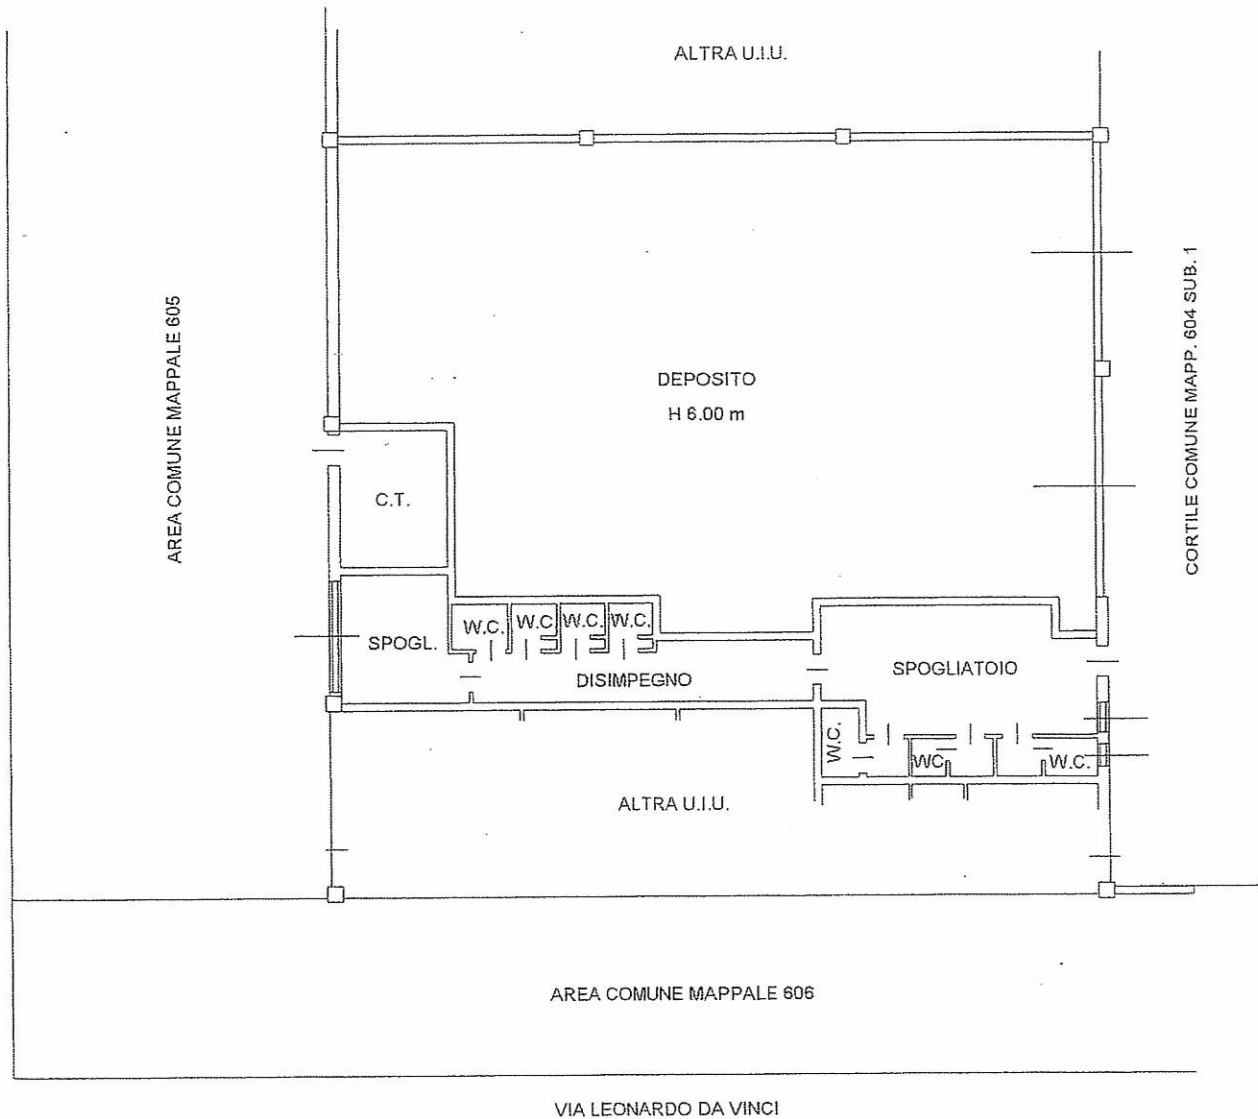 ALTRA U.I.U.
AREA COMUNE MAPPALE 605
CORTILE COMUNE MAPP. 604 SUB. 1
DEPOSITO
H 6.00 m
C.T.
SPOGL.
W.C.
W.C
W.C.
W.C.
DISIMPEGNO
SPOGLIATOIO
W.C.
WC
W.C.
ALTRA U.I.U.
AREA COMUNE MAPPALE 606
VIA LEONARDO DA VINCI